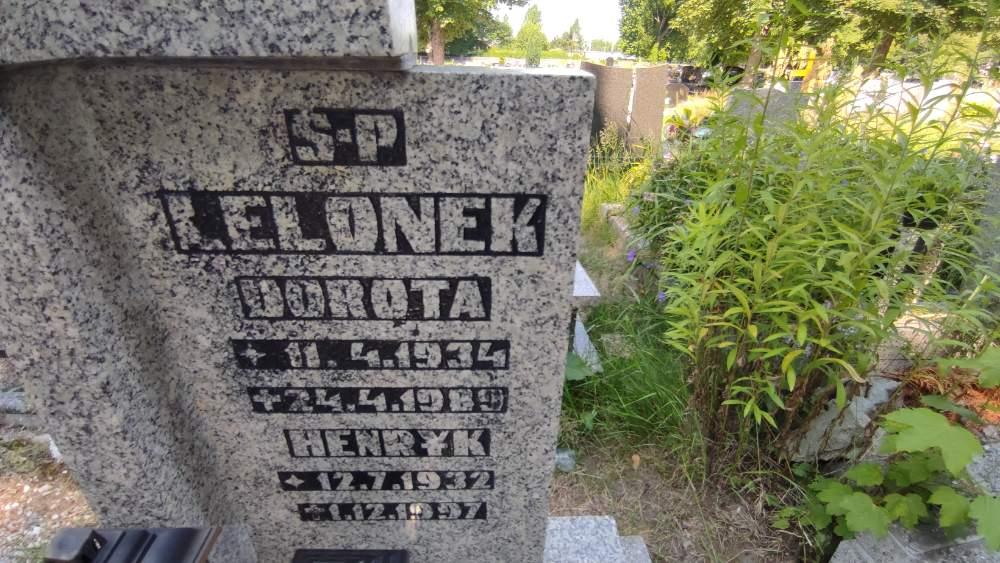 S-P
LELONEK
DOROTA
* 11.4.1934
+ 24.4.1989
HENRYK
* 12.7.1932
+ 1.12.1997